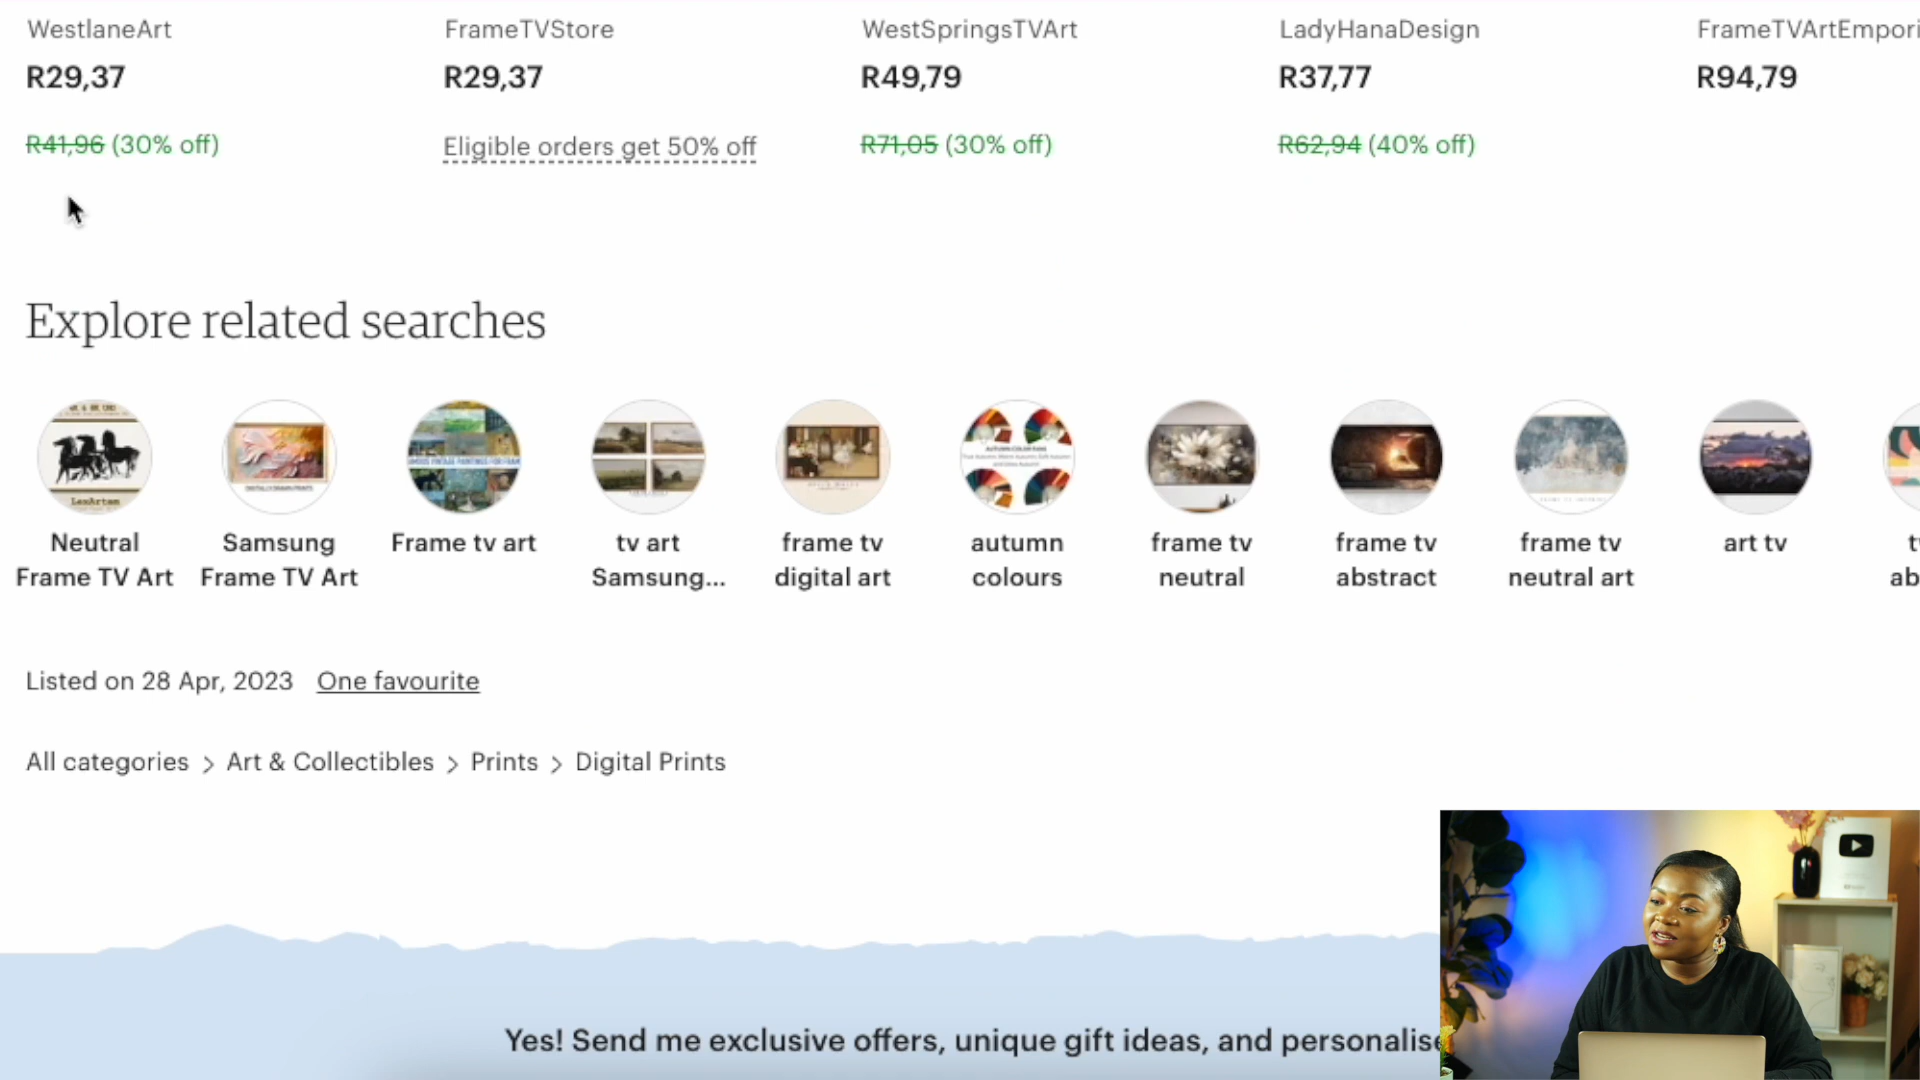 WestlaneArt
FrameTVStore
WestSpringsTVArt
LadyHanaDesign
FrameTVArtEmpori
R29,37
R29,37
R49,79
R37,77
R94,79
R41,96 (30% off)
Eligible orders get 50% off
R71,05 (30% off)
R62,94 (40% off)
Explore related searches
LeoArtem
Neutral
Frame TV Art
Samsung
Frame TV Art
Frame tv art
tv art
Samsung...
frame tv
digital art
autumn
colours
frame tv
neutral
frame tv
abstract
frame tv
neutral art
art tv
ab
Listed on 28 Apr, 2023 One favourite
All categories > Art & Collectibles > Prints > Digital Prints
Yes! Send me exclusive offers, unique gift ideas, and personalise